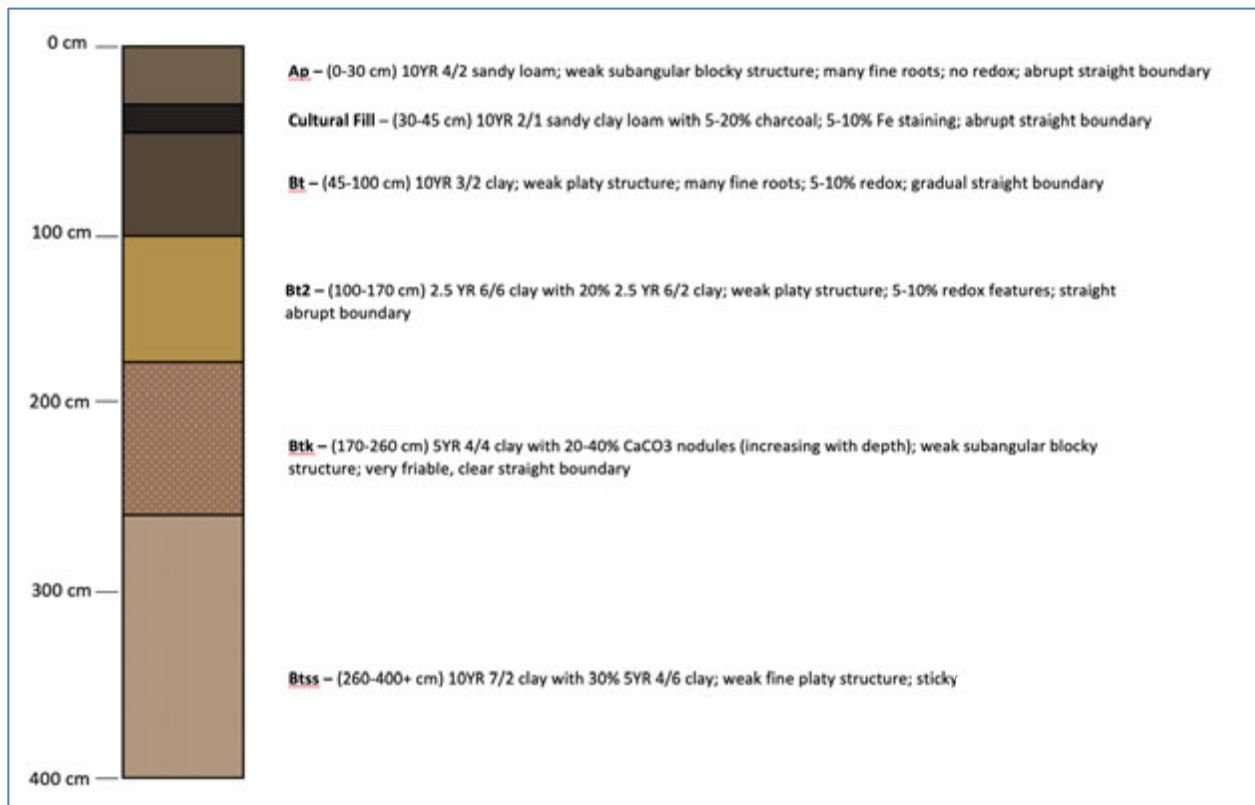 0 cm
Ap – (0-30 cm) 10YR 4/2 sandy loam; weak subangular blocky structure; many fine roots; no redox; abrupt straight boundary
Cultural Fill – (30-45 cm) 10YR 2/1 sandy clay loam with 5-20% charcoal; 5-10% Fe staining; abrupt straight boundary
Bt – (45-100 cm) 10YR 3/2 clay; weak platy structure; many fine roots; 5-10% redox; gradual straight boundary
100 cm
Bt2 – (100-170 cm) 2.5 YR 6/6 clay with 20% 2.5 YR 6/2 clay; weak platy structure; 5-10% redox features; straight
abrupt boundary
200 cm
Btk – (170-260 cm) 5YR 4/4 clay with 20-40% CaCO3 nodules (increasing with depth); weak subangular blocky
structure; very friable, clear straight boundary
300 cm
Btss – (260-400+ cm) 10YR 7/2 clay with 30% 5YR 4/6 clay; weak fine platy structure; sticky
400 cm